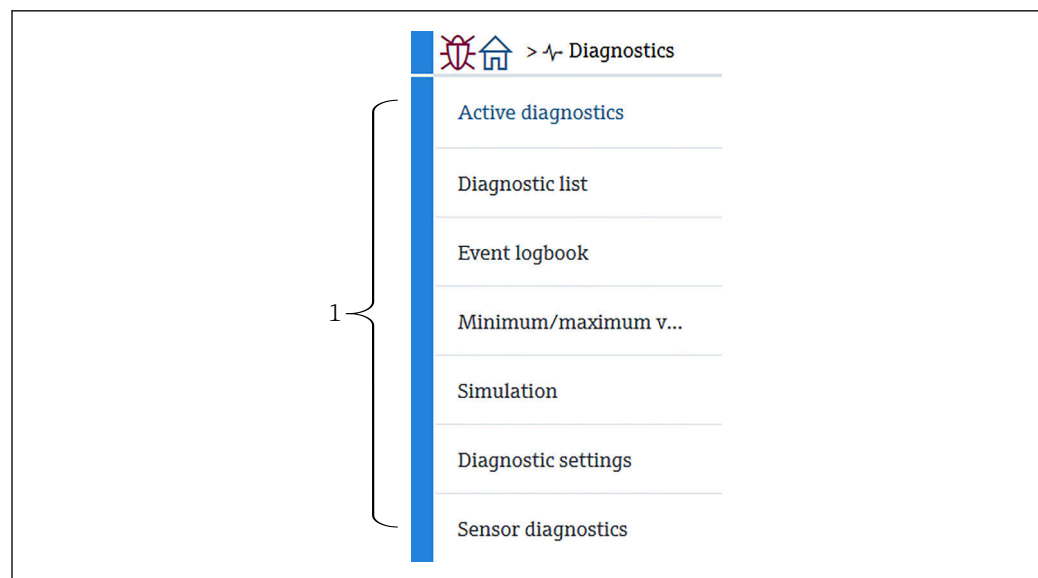 > Diagnostics
Active diagnostics
Diagnostic list
Event logbook
1
Minimum/maximum v...
Simulation
Diagnostic settings
Sensor diagnostics